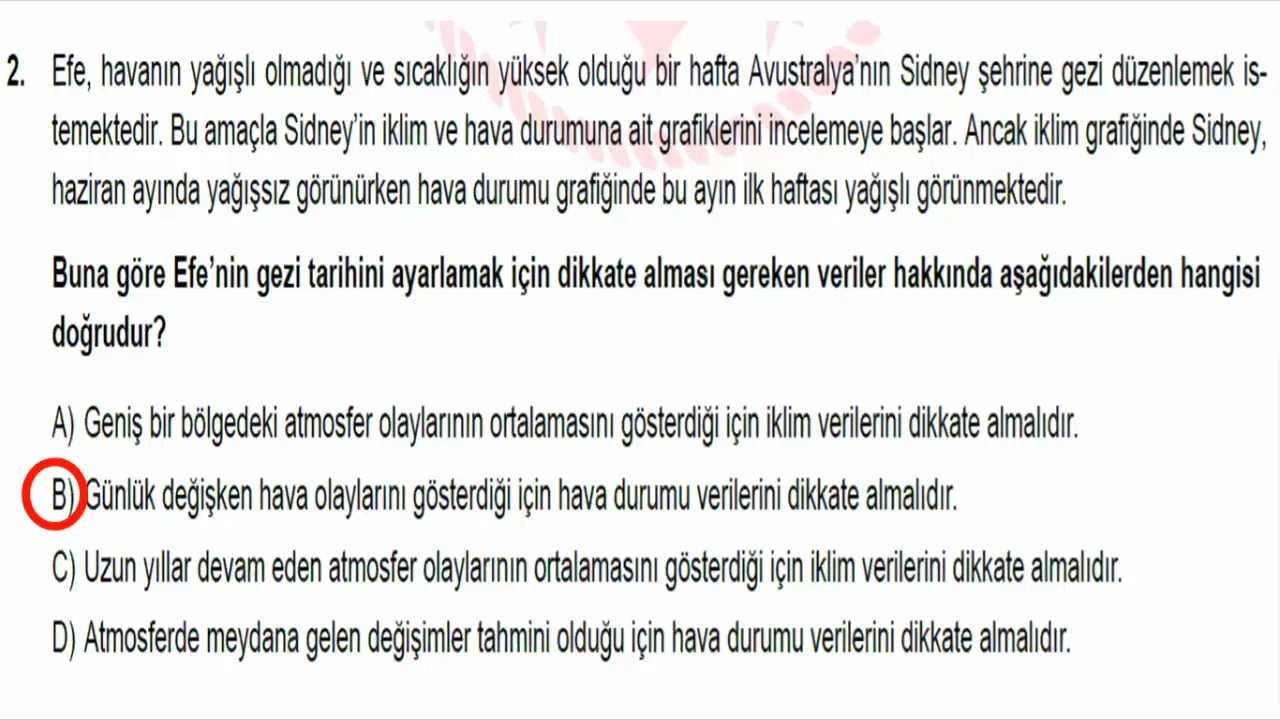 2. Efe, havanın yağışlı olmadığı ve sıcaklığın yüksek olduğu bir hafta Avustralya’nın Sidney şehrine gezi düzenlemek is-
temektedir. Bu amaçla Sidney’in iklim ve hava durumuna ait grafiklerini incelemeye başlar. Ancak iklim grafiğinde Sidney,
haziran ayında yağışsız görünürken hava durumu grafiğinde bu ayın ilk haftası yağışlı görünmektedir.
Buna göre Efe’nin gezi tarihini ayarlamak için dikkate alması gereken veriler hakkında aşağıdakilerden hangisi
doğrudur?
A) Geniş bir bölgedeki atmosfer olaylarının ortalamasını gösterdiği için iklim verilerini dikkate almalıdır.
B) Günlük değişken hava olaylarını gösterdiği için hava durumu verilerini dikkate almalıdır.
C) Uzun yıllar devam eden atmosfer olaylarının ortalamasını gösterdiği için iklim verilerini dikkate almalıdır.
D) Atmosferde meydana gelen değişimler tahmini olduğu için hava durumu verilerini dikkate almalıdır.